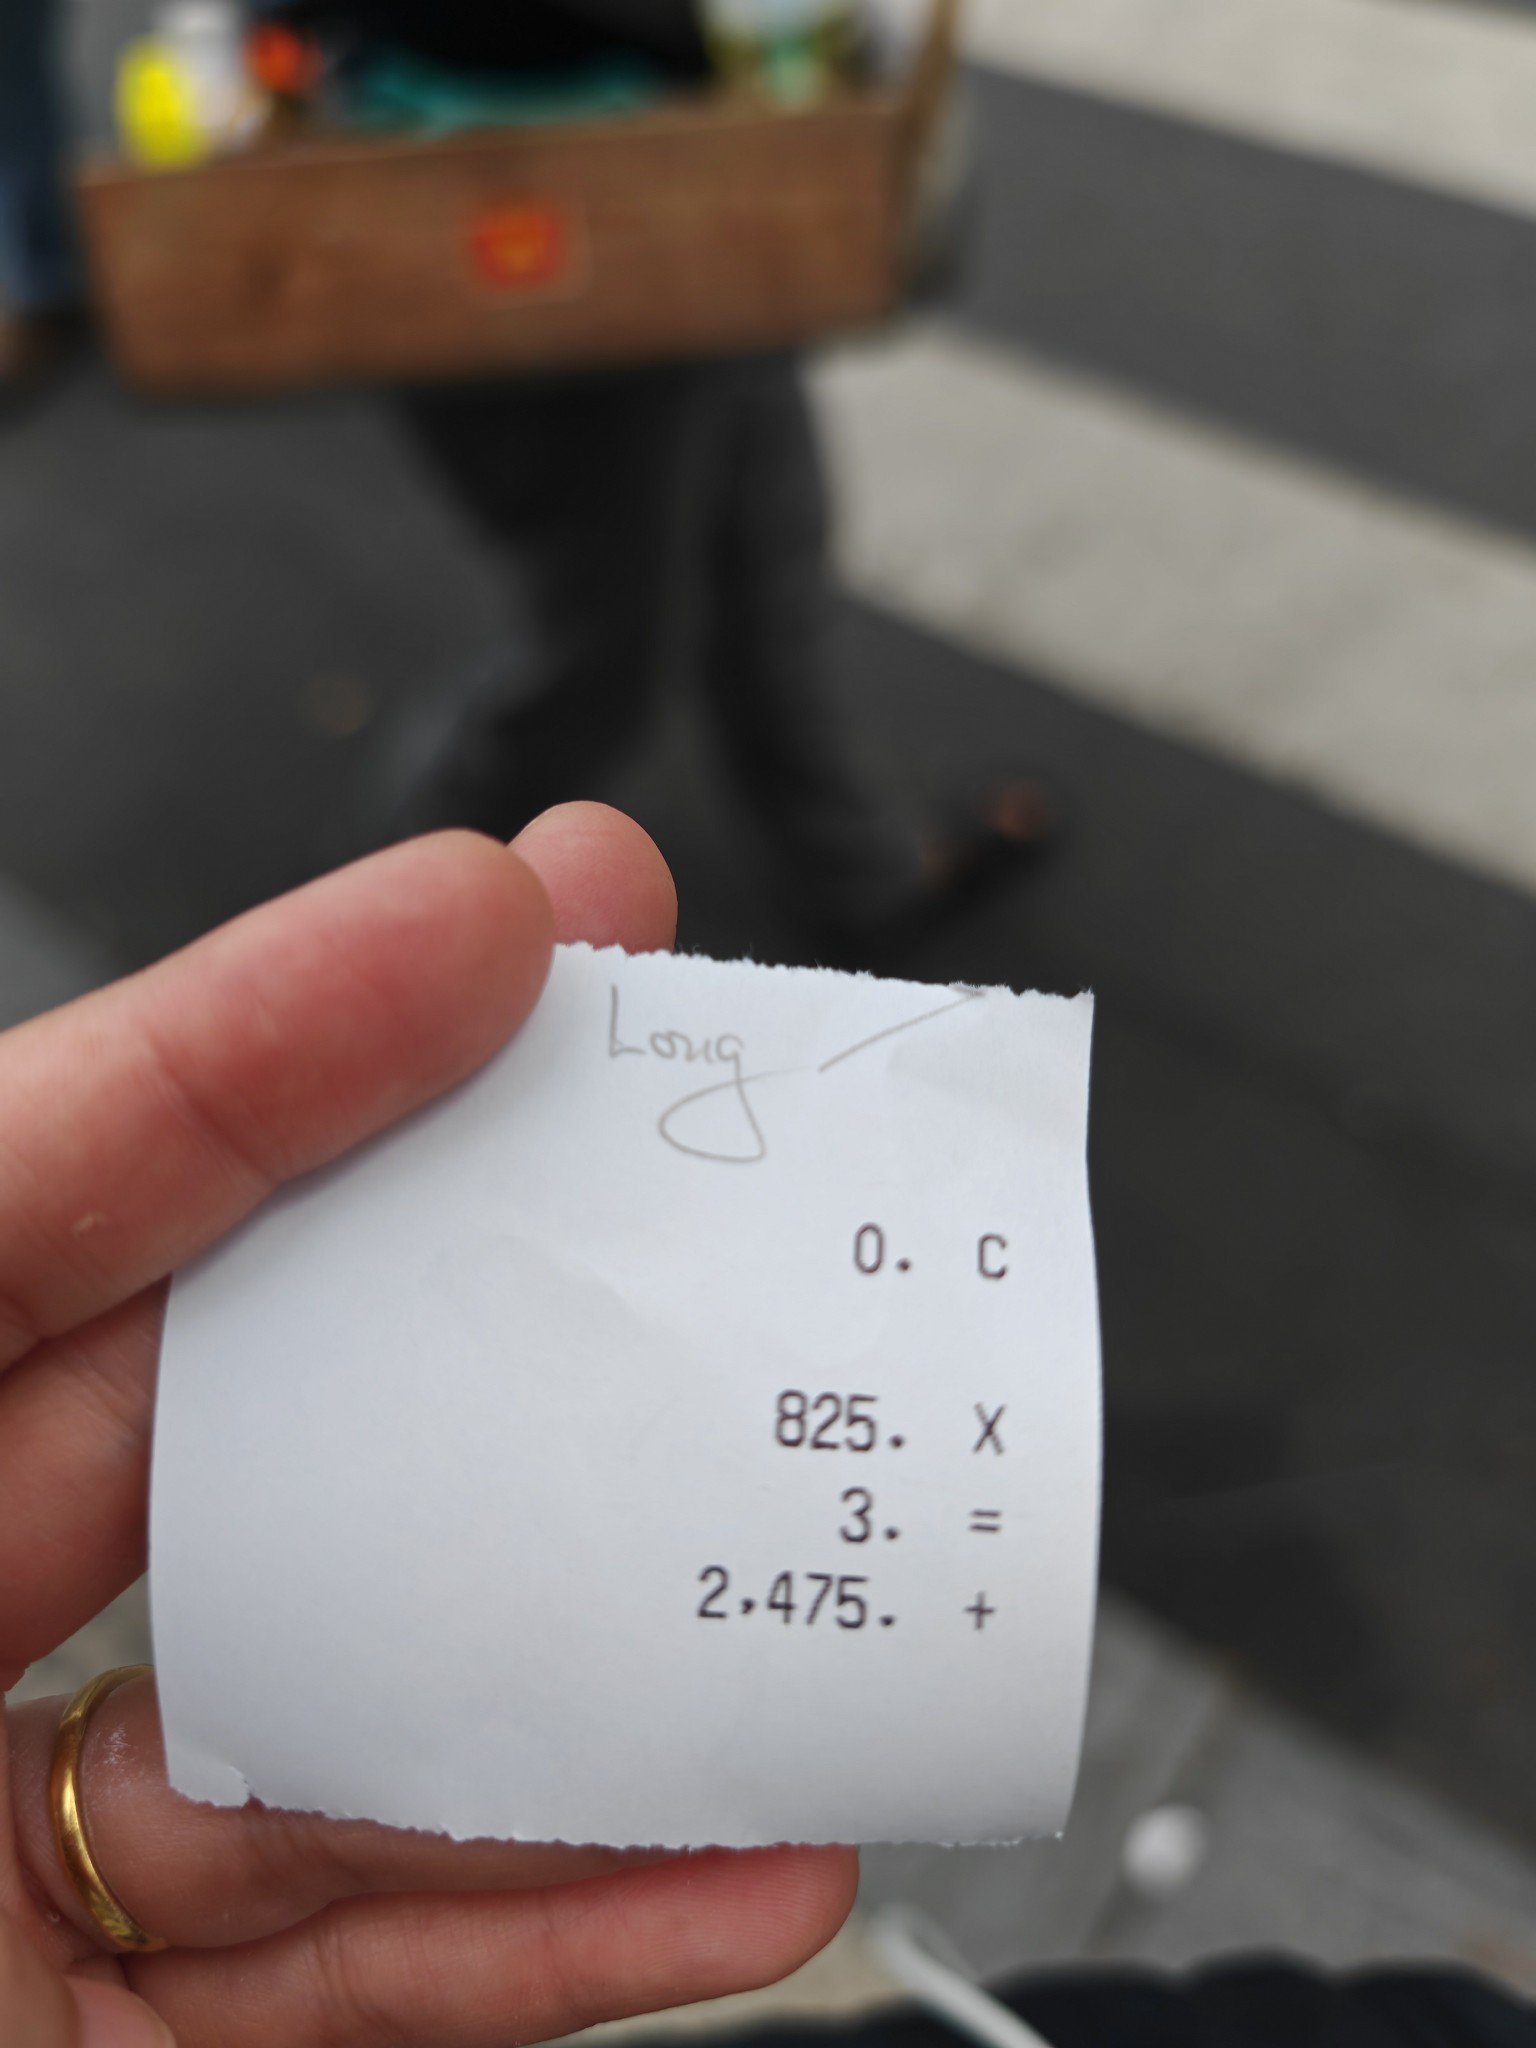 Long
0. C
825. X
3. =
2,475. +